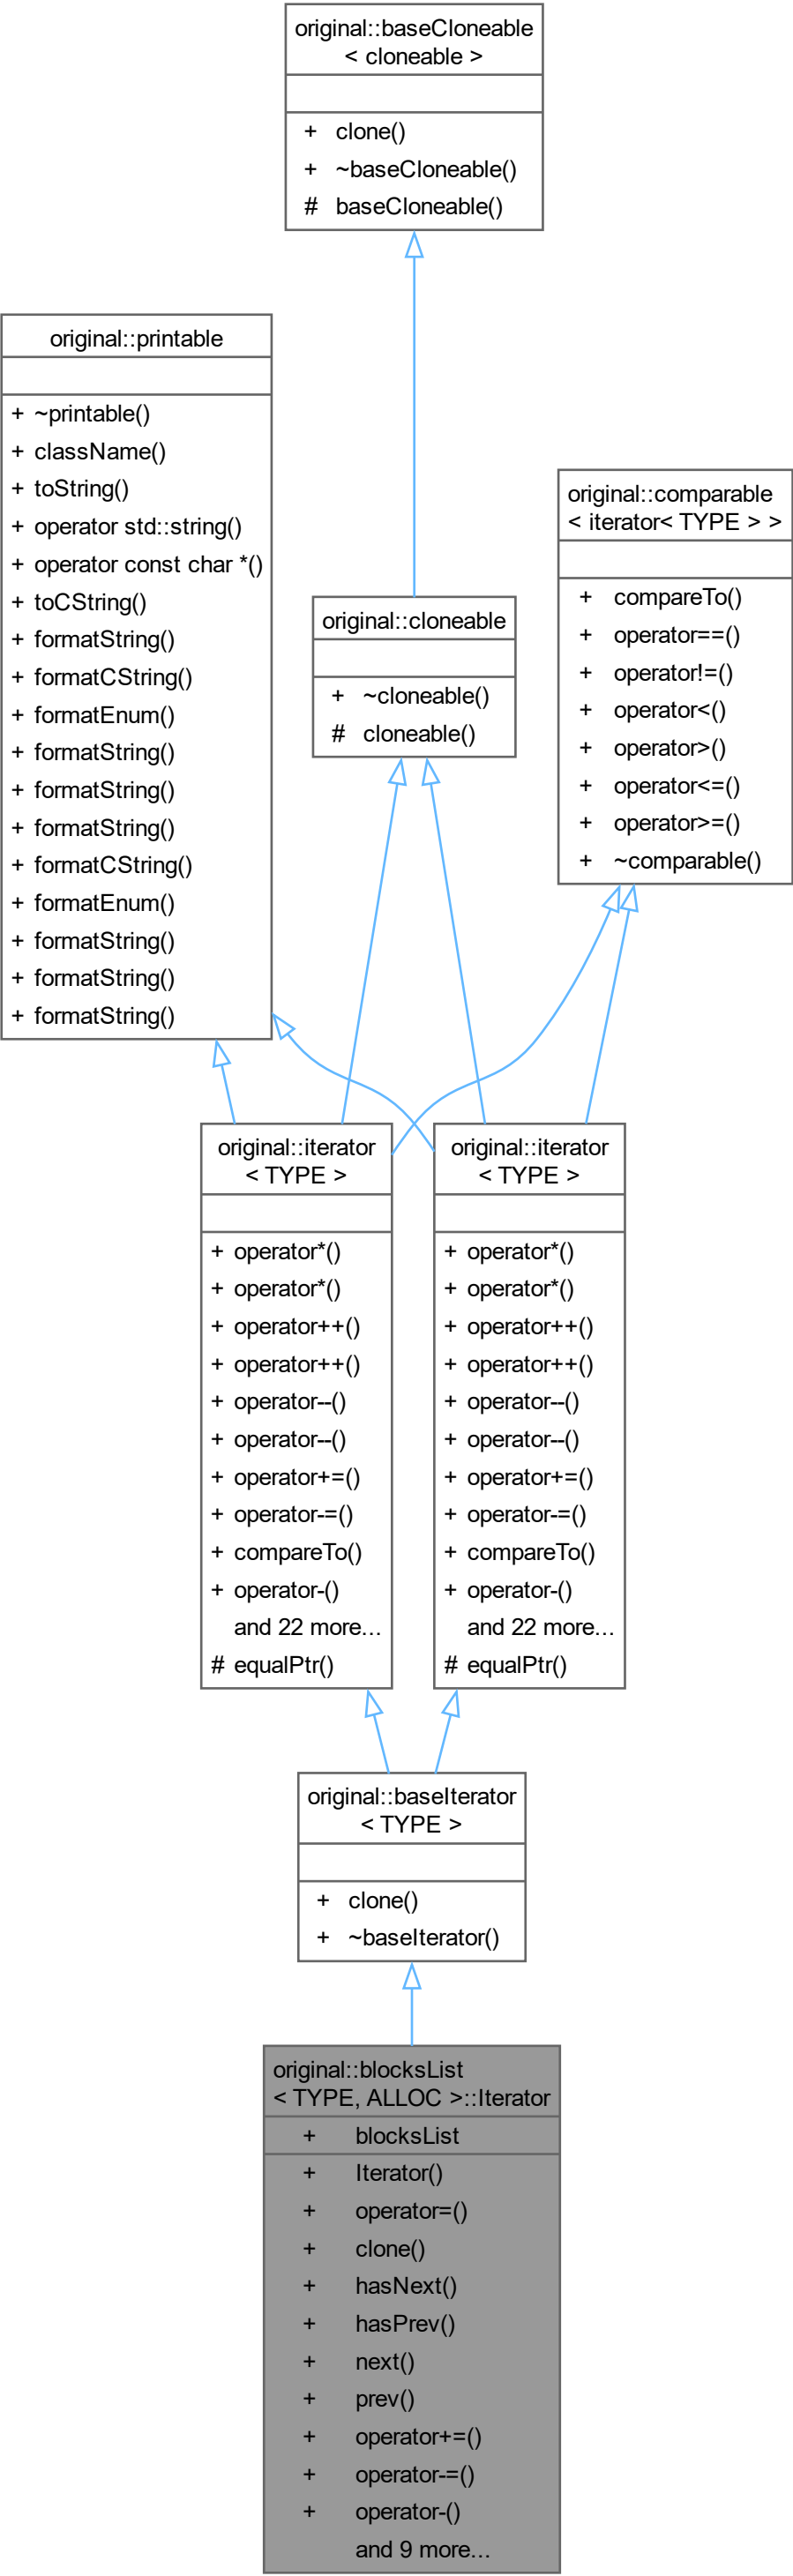 original::baseCloneable
< cloneable >
+ clone()
+ ~baseCloneable()
# baseCloneable()
original::printable
+ ~printable()
+ className()
+ toString()
+ operator std::string()
+ operator const char *()
+ toCString()
+ formatString()
+ formatCString()
+ formatEnum()
+ formatString()
+ formatString()
+ formatString()
+ formatCString()
+ formatEnum()
+ formatString()
+ formatString()
+ formatString()
original::comparable
< iterator< TYPE > >
+ compareTo()
+ operator==()
+ operator!=()
+ operator<()
+ operator>()
+ operator<=()
+ operator>=()
+ ~comparable()
original::cloneable
+ ~cloneable()
# cloneable()
original::iterator
< TYPE >
+ operator*()
+ operator*()
+ operator++()
+ operator++()
+ operator--()
+ operator--()
+ operator+=()
+ operator-=()
+ compareTo()
+ operator-()
and 22 more...
# equalPtr()
original::iterator
< TYPE >
+ operator*()
+ operator*()
+ operator++()
+ operator++()
+ operator--()
+ operator--()
+ operator+=()
+ operator-=()
+ compareTo()
+ operator-()
and 22 more...
# equalPtr()
original::baseIterator
< TYPE >
+ clone()
+ ~baseIterator()
original::blocksList
< TYPE, ALLOC >::Iterator
+ blocksList
+ Iterator()
+ operator=()
+ clone()
+ hasNext()
+ hasPrev()
+ next()
+ prev()
+ operator+=()
+ operator-=()
+ operator-()
and 9 more...